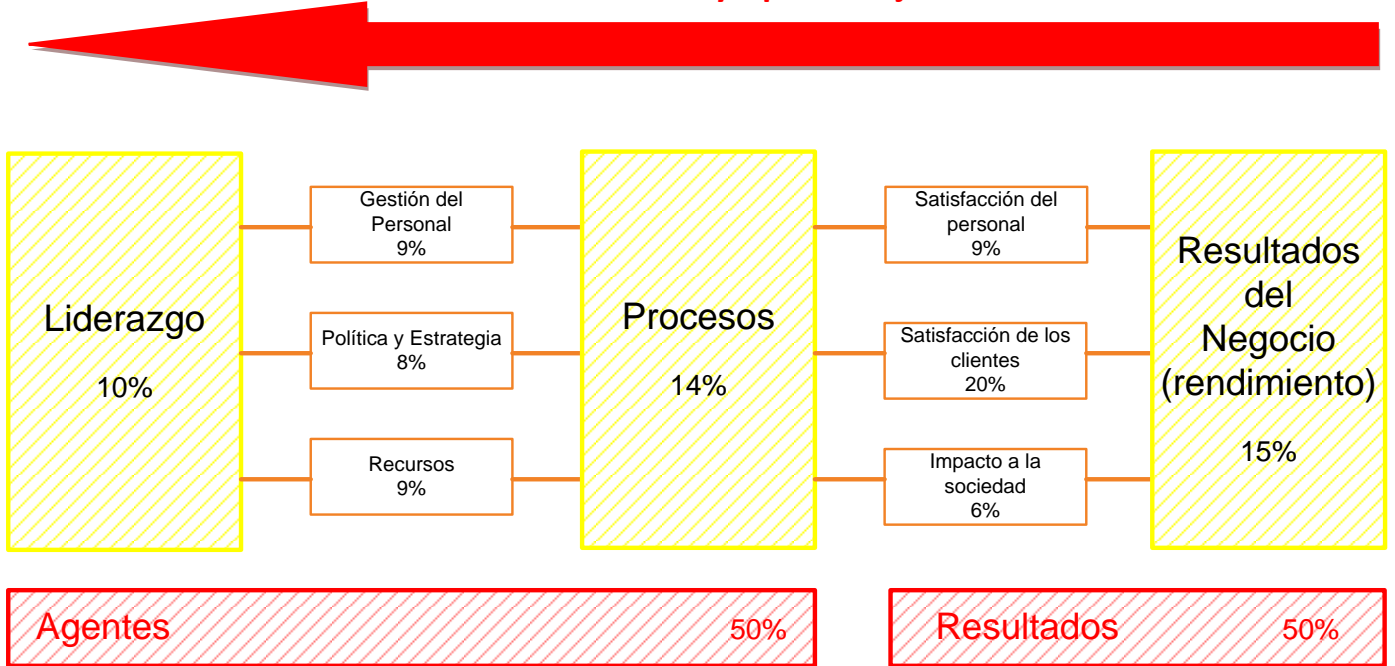 Liderazgo
10%
Gestión del
Personal
9%
Política y Estrategia
8%
Recursos
9%
Procesos
14%
Satisfacción del
personal
9%
Satisfacción de los
clientes
20%
Impacto a la
sociedad
6%
Resultados
del
Negocio
(rendimiento)
15%
Agentes 50%
Resultados 50%